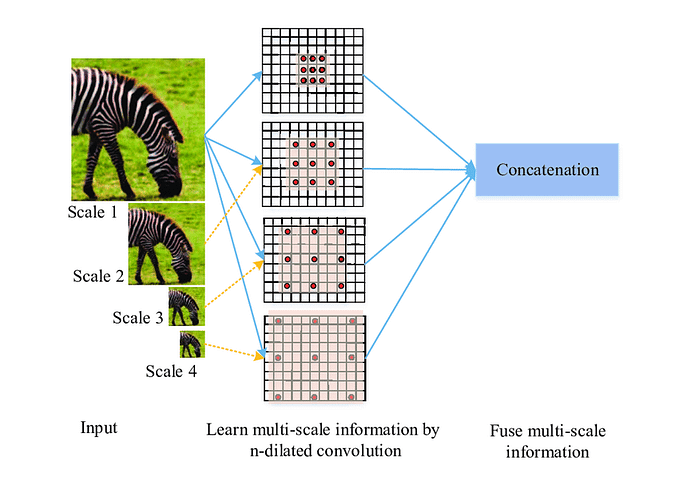 Scale 1
Scale 2
Scale 3
Scale 4
Concatenation
Input
Learn multi-scale information by
n-dilated convolution
Fuse multi-scale
information